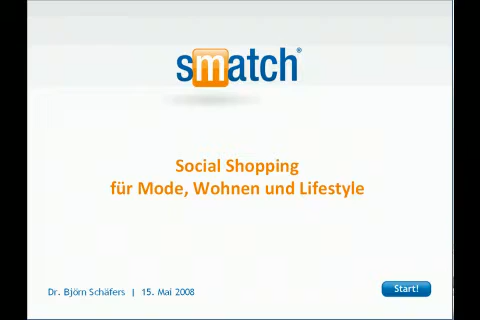 smatch®
Social Shopping
für Mode, Wohnen und Lifestyle
Dr. Björn Schäfers | 15. Mai 2008
Start!